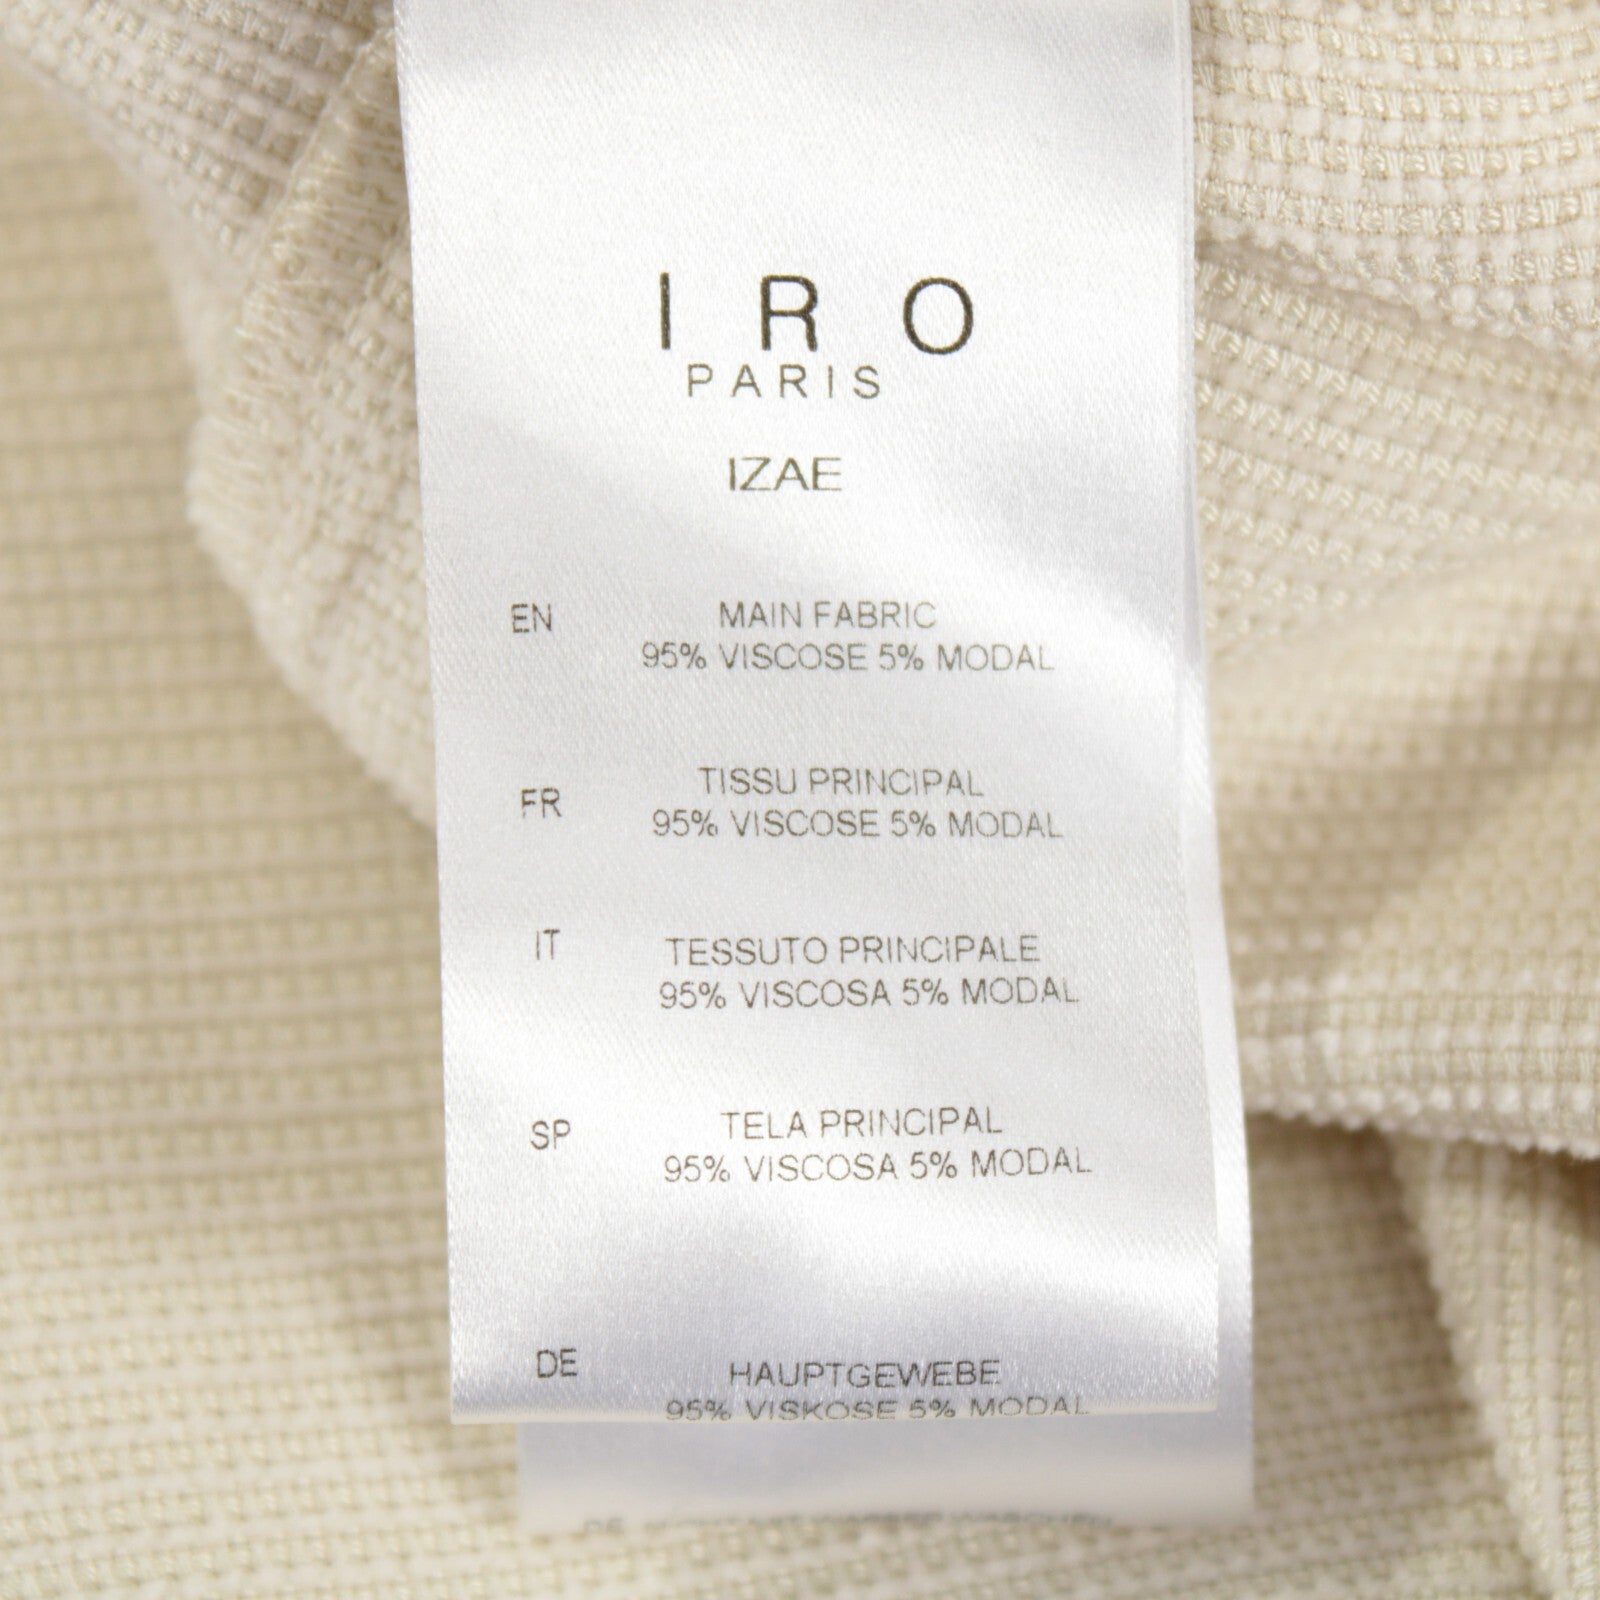 IRO
PARIS
IZAE
EN MAIN FABRIC
95% VISCOSE 5% MODAL
FR TISSU PRINCIPAL
95% VISCOSE 5% MODAL
IT TESSUTO PRINCIPALE
95% VISCOSA 5% MODAL
SP TELA PRINCIPAL
95% VISCOSA 5% MODAL
DE HAUPTGEWEBE
95% VISKOSE 5% MODAL